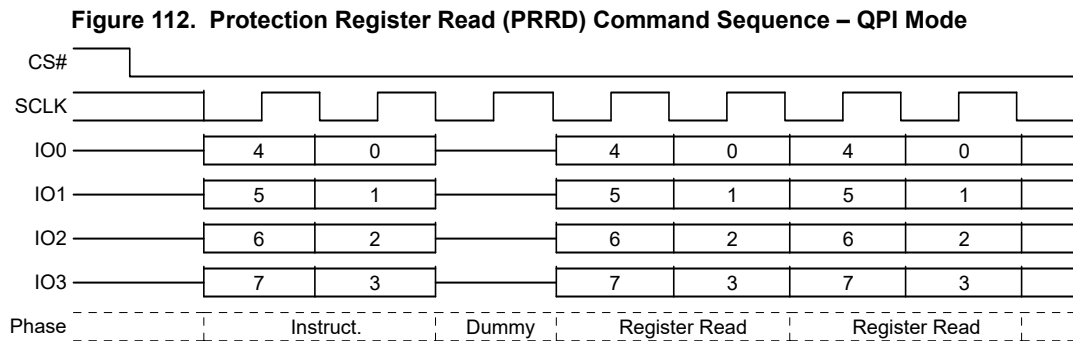 Figure 112. Protection Register Read (PRRD) Command Sequence – QPI Mode
CS#
SCLK
IO0 4 0 4 0 4 0
IO1 5 1 5 1 5 1
IO2 6 2 6 2 6 2
IO3 7 3 7 3 7 3
Phase Instruct. Dummy Register Read Register Read